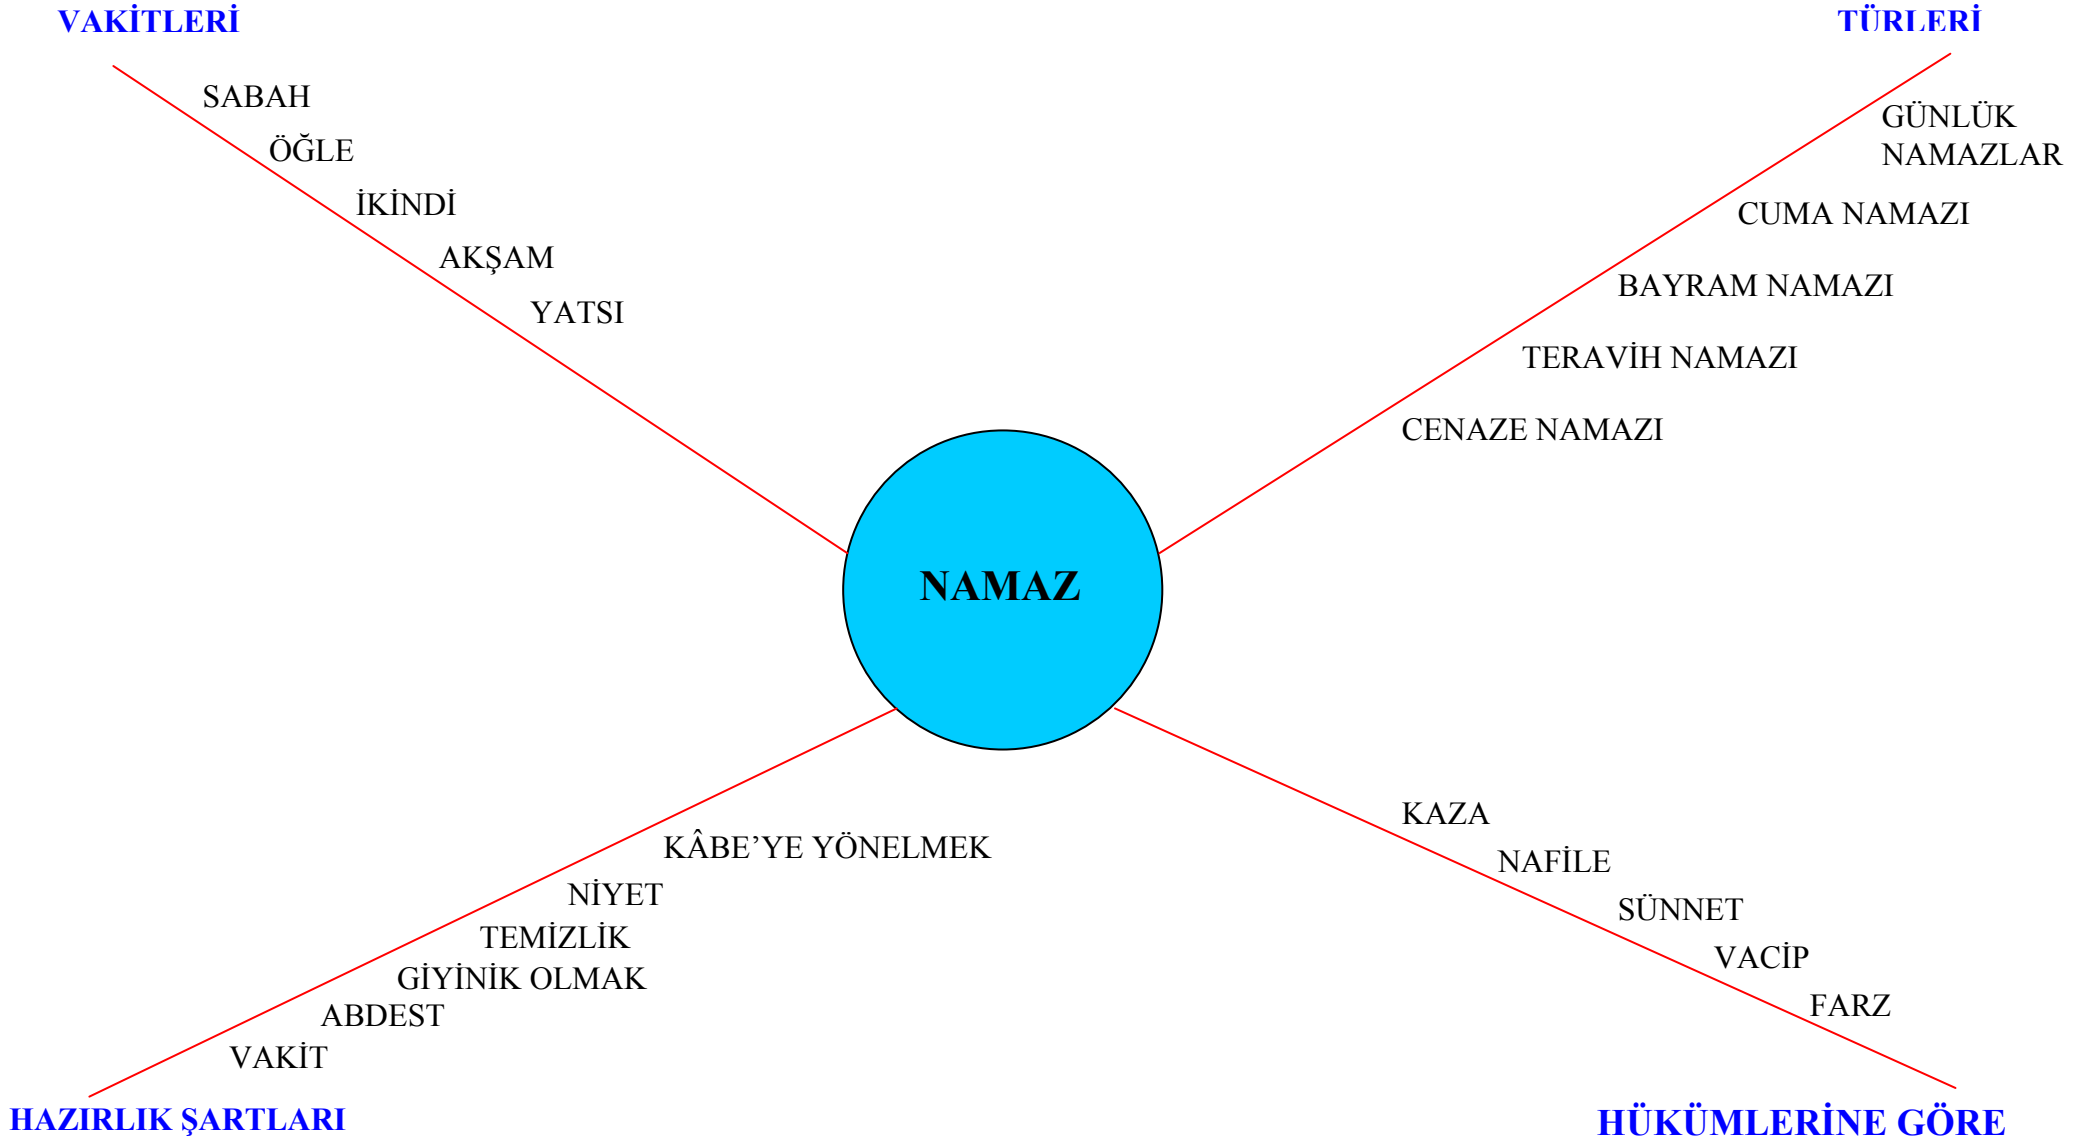 VAKİTLERİ
SABAH
ÖĞLE
İKİNDİ
AKŞAM
YATSI
TÜRLERİ
GÜNLÜK
NAMAZLAR
CUMA NAMAZI
BAYRAM NAMAZI
TERAVİH NAMAZI
CENAZE NAMAZI
NAMAZ
KÂBE’YE YÖNELMEK
NİYET
TEMİZLİK
GİYİNİK OLMAK
ABDEST
VAKİT
HAZIRLIK ŞARTLARI
KAZA
NAFİLE
SÜNNET
VACİP
FARZ
HÜKÜMLERİNE GÖRE